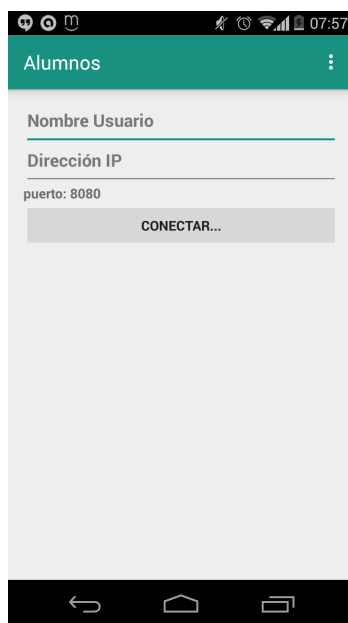 07:57
Alumnos
Nombre Usuario
Dirección IP
puerto: 8080
CONECTAR...